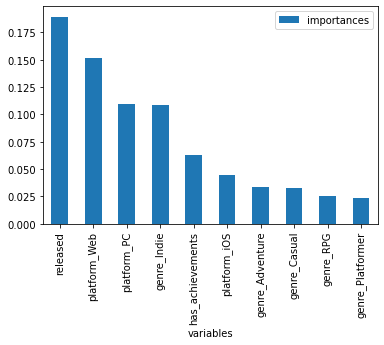 importances
0.175
0.150
0.125
0.100
0.075
0.050
0.025
0.000
released
platform_Web
platform_PC
genre_Indie
has_achievements
platform_iOS
genre_Adventure
genre_Casual
genre_RPG
genre_Platformer
variables